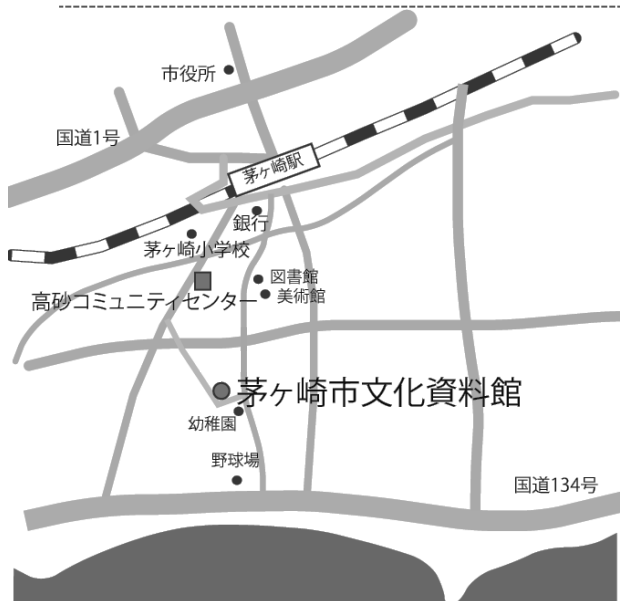 市役所
国道1号
茅ヶ崎駅
銀行
茅ヶ崎小学校
図書館
高砂コミュニティセンター
美術館
茅ヶ崎市文化資料館
幼稚園
野球場
国道134号